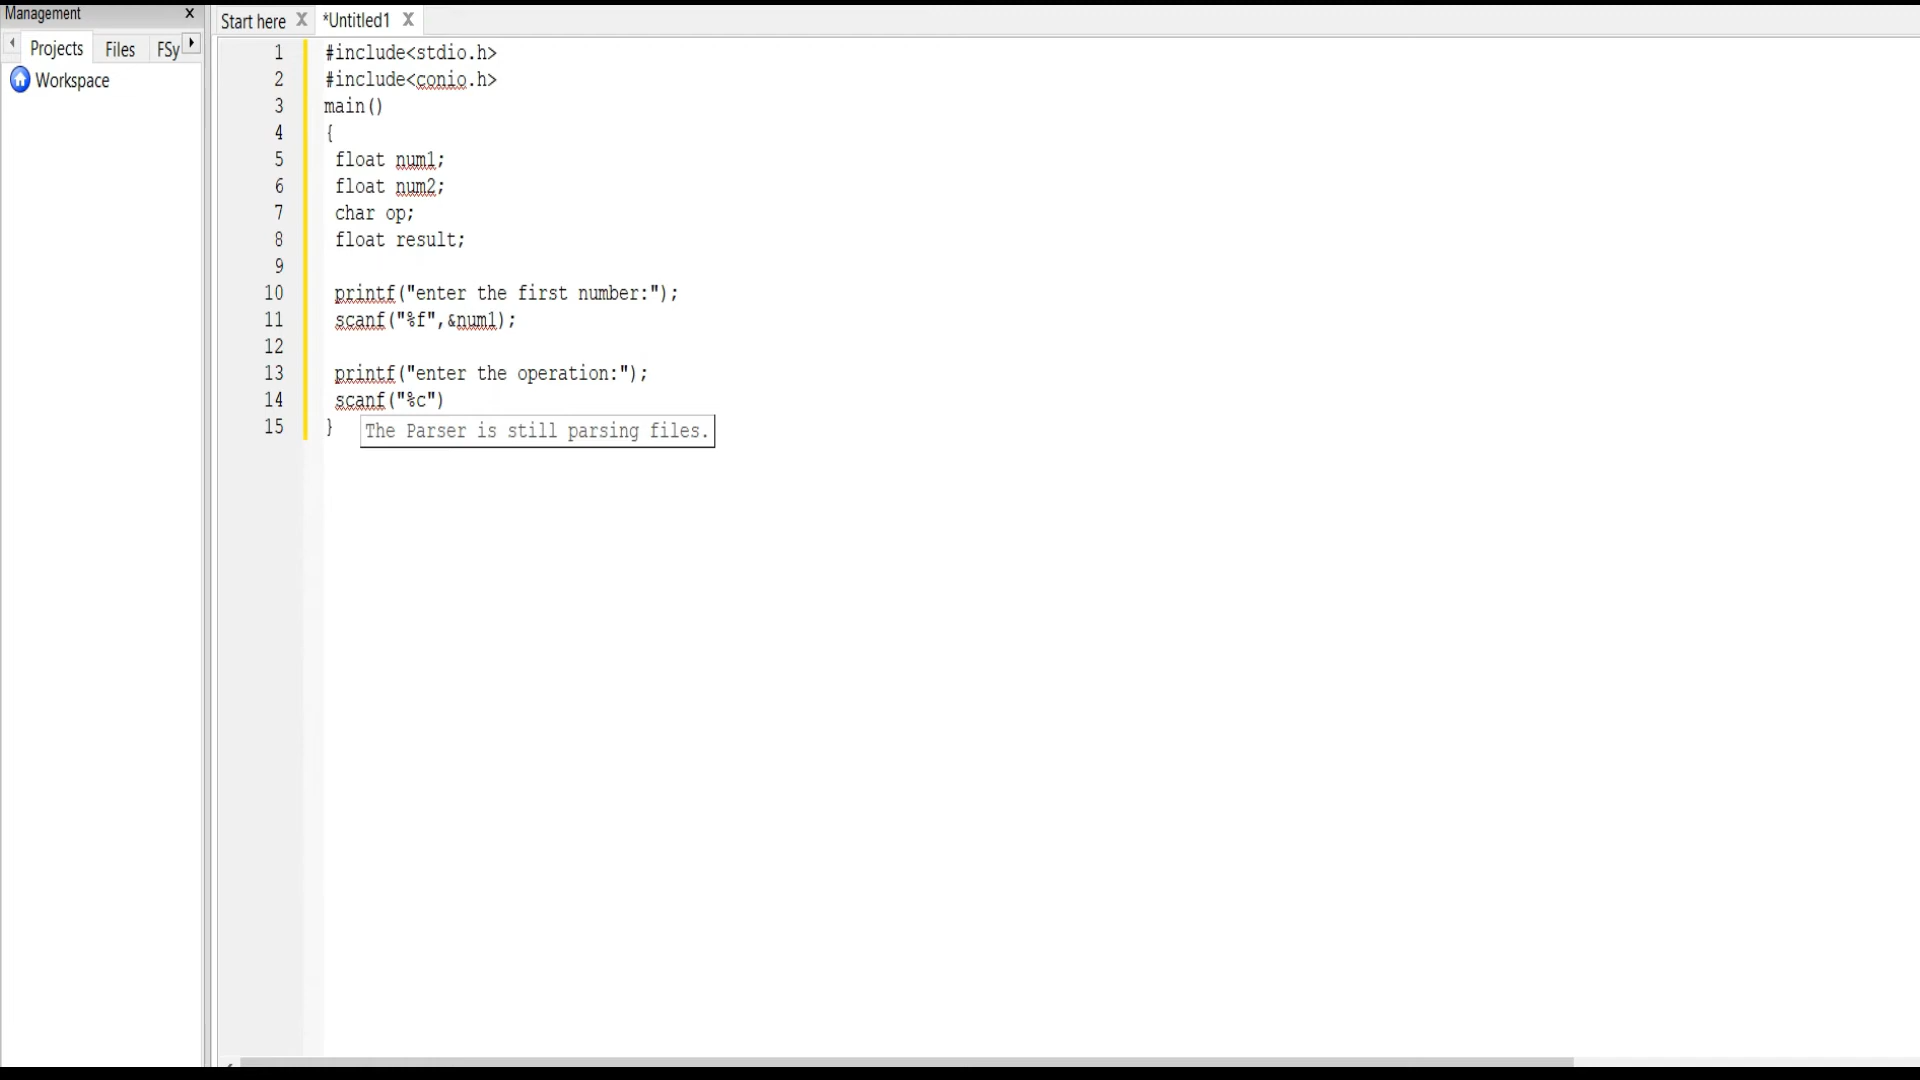 Management x
Start here X *Untitled1 X
Projects Files FSy
Workspace
1 #include<stdio.h>
2 #include<conio.h>
3 main()
4 {
5 float num1;
6 float num2;
7 char op;
8 float result;
9
10 printf("enter the first number:");
11 scanf("%f",&num1);
12
13 printf("enter the operation:");
14 scanf("%c")
15 }
The Parser is still parsing files.